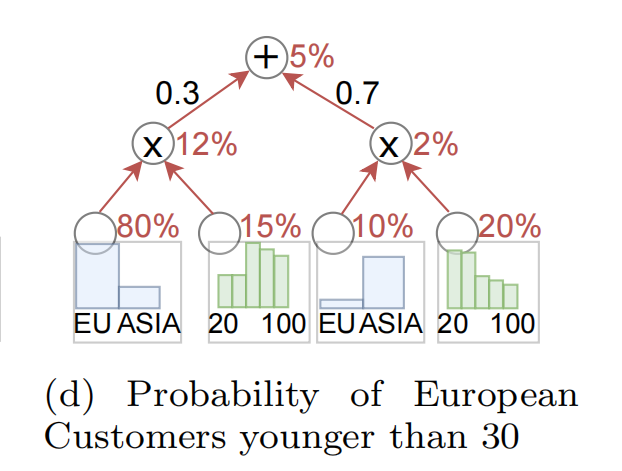 + 5%
0.3 0.7
x 12% x 2%
80% 15% 10% 20%
EU ASIA 20 100 EU ASIA 20 100
(d) Probability of European
Customers younger than 30